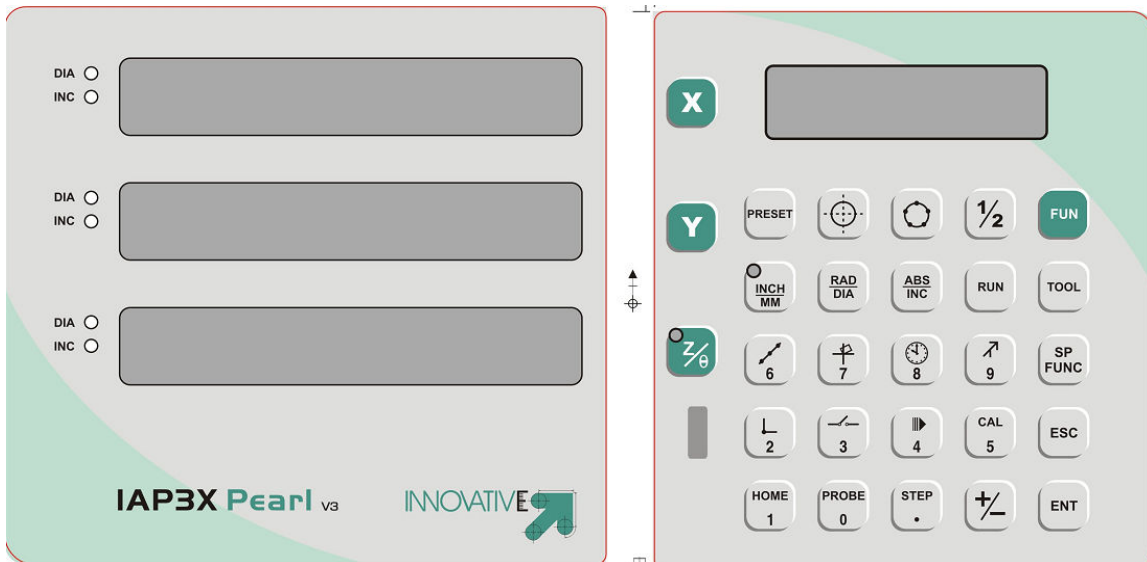 DIA
INC
DIA
INC
DIA
INC
IAP3X Pearl V3
INNOVATIVE
X
Y
Z/θ
PRESET
1/2
FUN
INCH/MM
RAD/DIA
ABS/INC
RUN
TOOL
6
7
8
9
SP
FUNC
2
3
4
CAL
5
ESC
HOME
1
PROBE
0
STEP
.
+/-
ENT